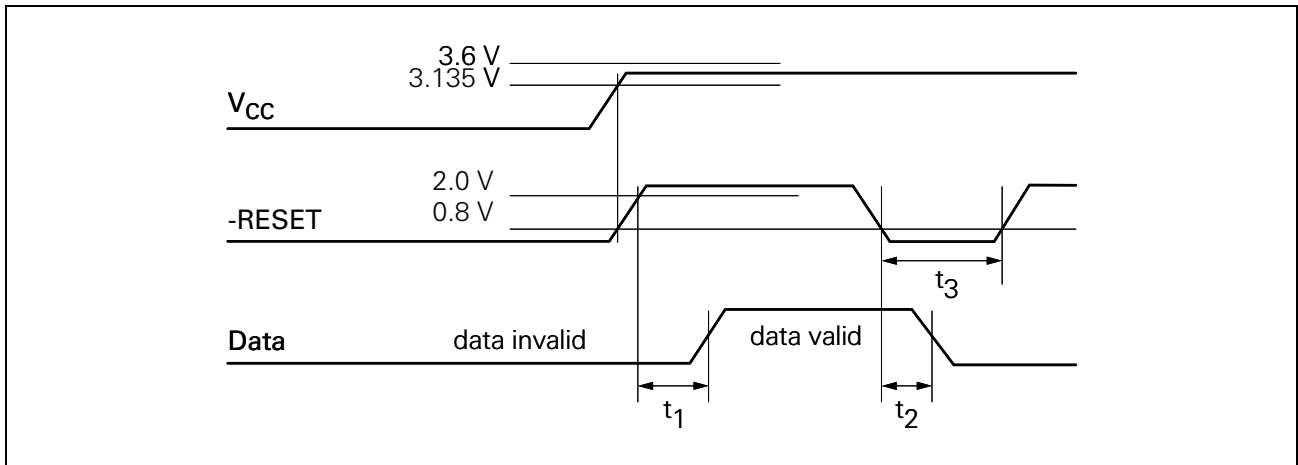 3.6 V
3.135 V
VCC
2.0 V
0.8 V
-RESET
t3
Data
data invalid
data valid
t1
t2